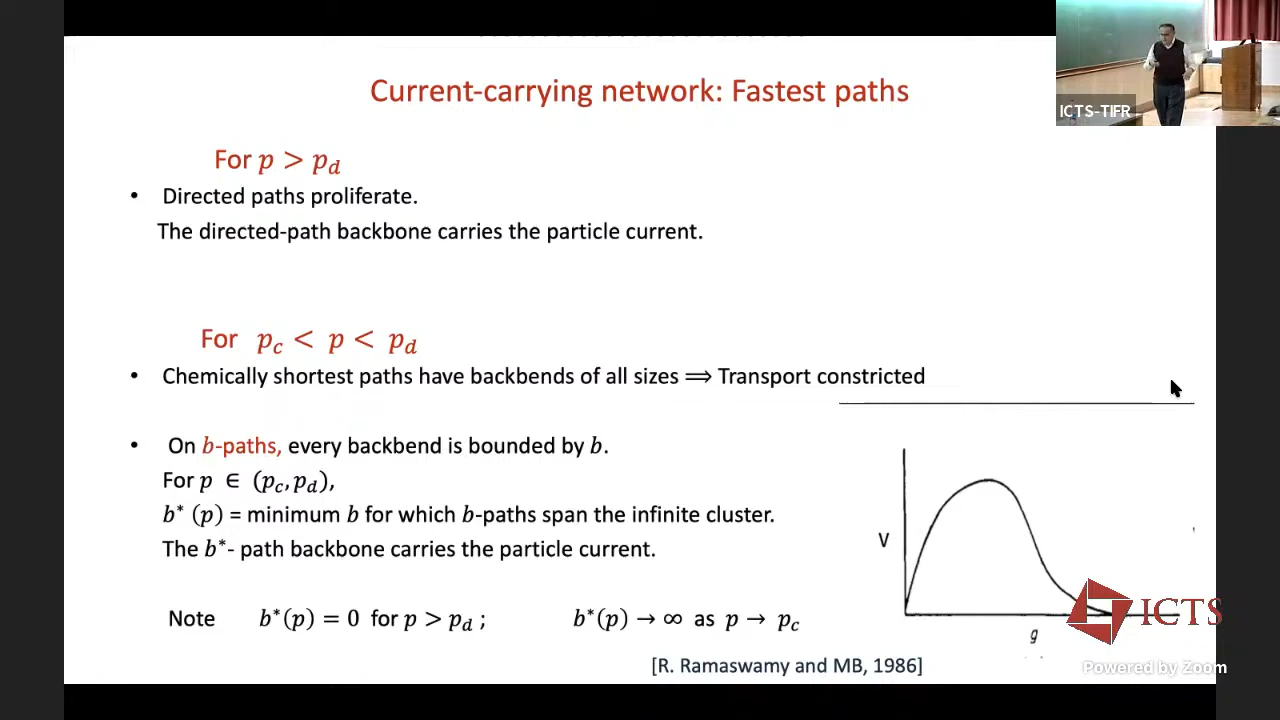 Current-carrying network: Fastest paths
ICTS-TIFR
For p > p_d
• Directed paths proliferate.
The directed-path backbone carries the particle current.
For p_c < p < p_d
• Chemically shortest paths have backbends of all sizes ⟹ Transport constricted
• On b-paths, every backbend is bounded by b.
For p ∈ (p_c, p_d),
b* (p) = minimum b for which b-paths span the infinite cluster.
The b*- path backbone carries the particle current.
V
Note b*(p) = 0 for p > p_d ; b*(p) → ∞ as p → p_c
ICTS
g
[R. Ramaswamy and MB, 1986]
Powered by Zoom